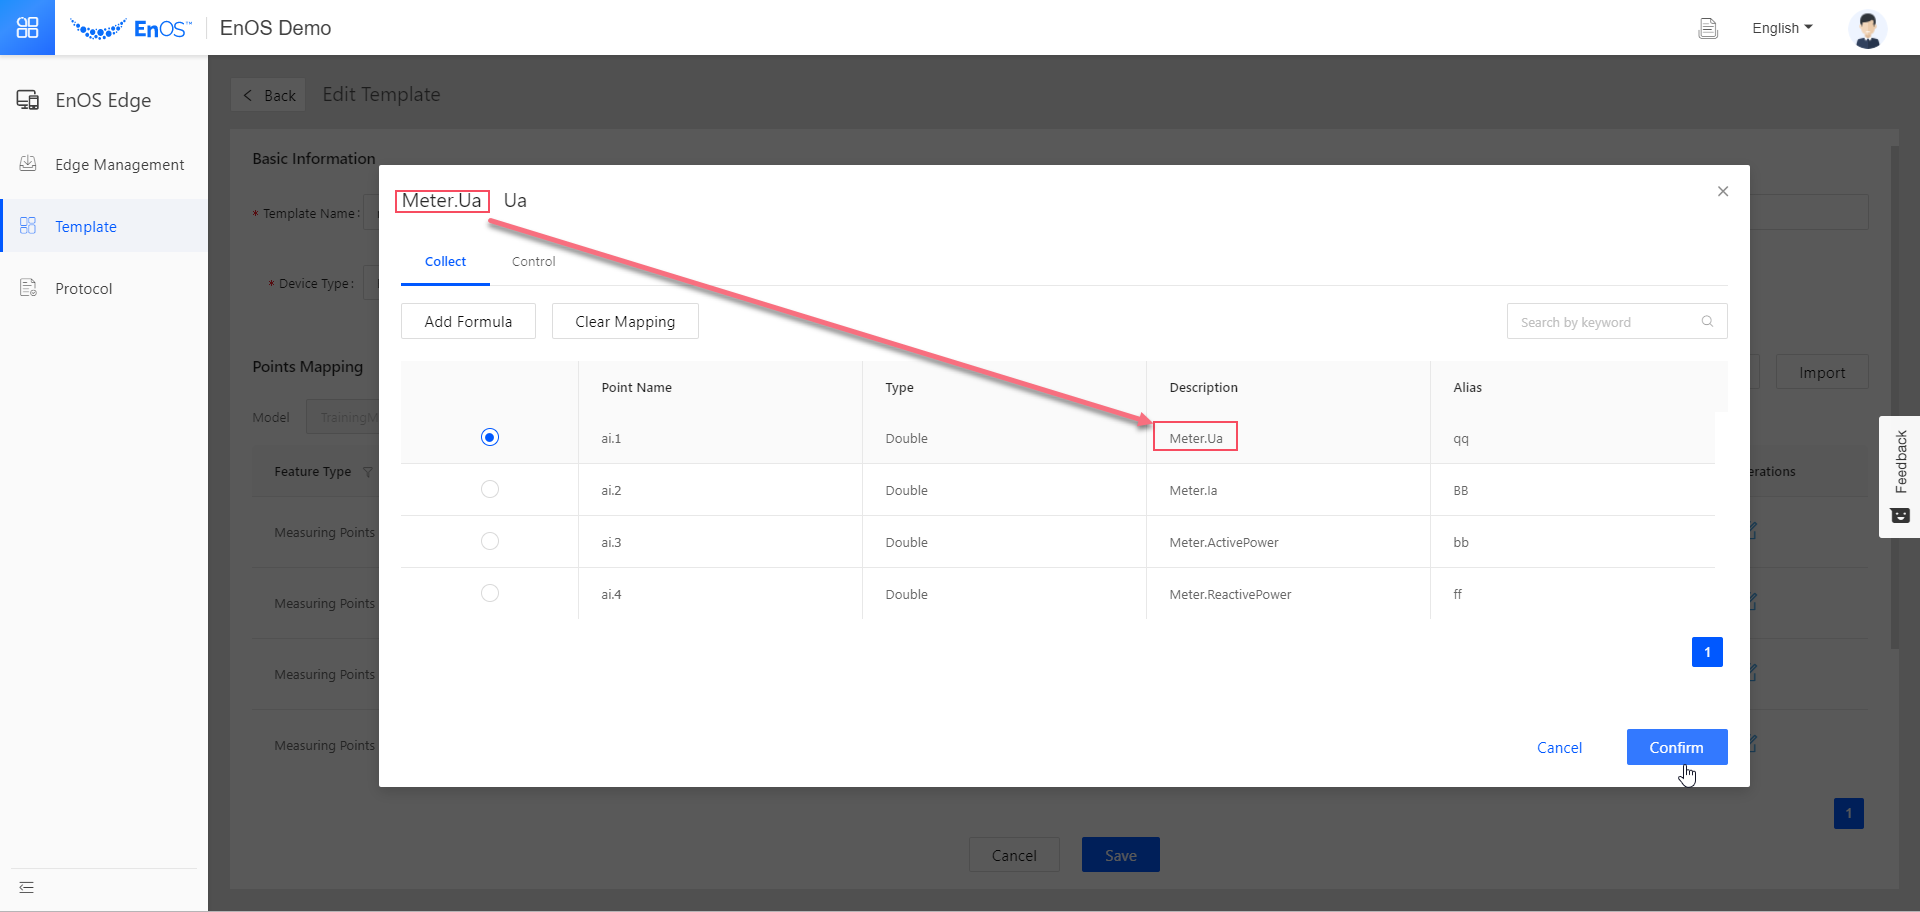 EnOS™ EnOS Demo English
EnOS Edge
Edge Management
Template
Protocol
Back Edit Template
Basic Information
* Template Name:
* Device Type:
Points Mapping
Import
Model TrainingM
Feature Type erations
Measuring Points
Measuring Points
Measuring Points
Measuring Points
1
Cancel Save
Meter.Ua Ua
Collect Control
Add Formula Clear Mapping Search by keyword
Point Name Type Description Alias
ai.1 Double Meter.Ua qq
ai.2 Double Meter.Ia BB
ai.3 Double Meter.ActivePower bb
ai.4 Double Meter.ReactivePower ff
1
Cancel Confirm
Feedback